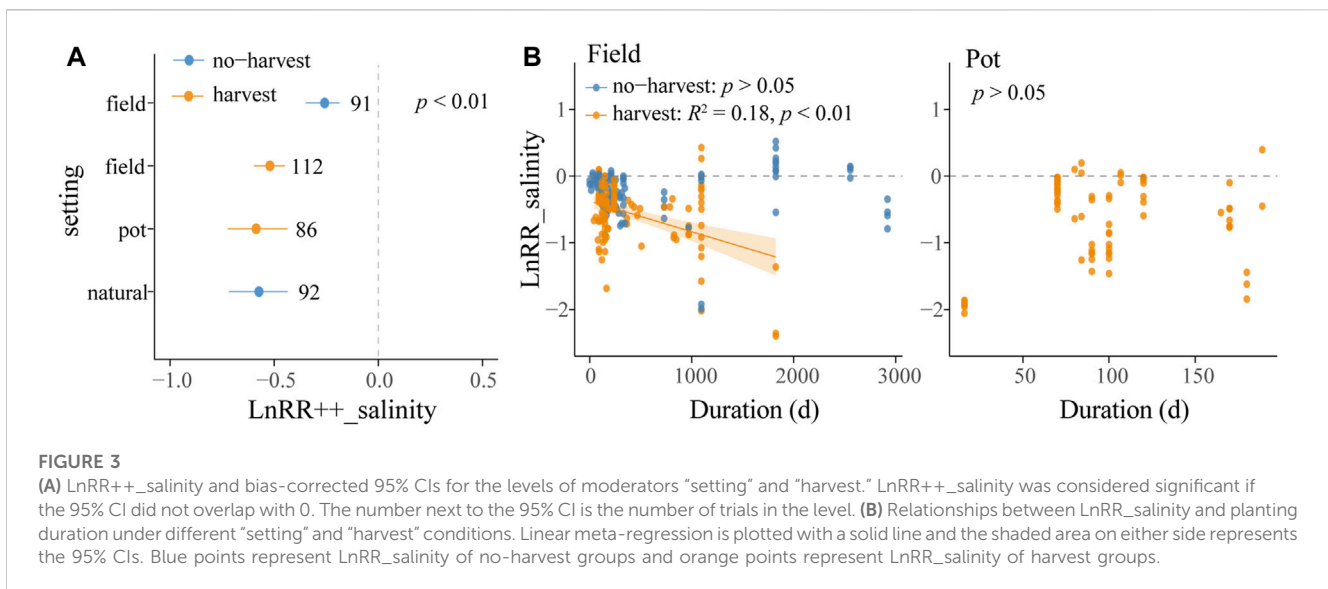 A
no−harvest
harvest
field
91
p < 0.01
field
112
pot
86
natural
92
setting
−1.0
−0.5
0.0
0.5
LnRR++_salinity
B
Field
no−harvest: p > 0.05
harvest: R² = 0.18, p < 0.01
1
0
−1
−2
LnRR_salinity
0
1000
2000
3000
Duration (d)
Pot
p > 0.05
1
0
−1
−2
50
100
150
Duration (d)
FIGURE 3
(A) LnRR++_salinity and bias-corrected 95% CIs for the levels of moderators “setting” and “harvest.” LnRR++_salinity was considered significant if
the 95% CI did not overlap with 0. The number next to the 95% CI is the number of trials in the level. (B) Relationships between LnRR_salinity and planting
duration under different “setting” and “harvest” conditions. Linear meta-regression is plotted with a solid line and the shaded area on either side represents
the 95% CIs. Blue points represent LnRR_salinity of no-harvest groups and orange points represent LnRR_salinity of harvest groups.